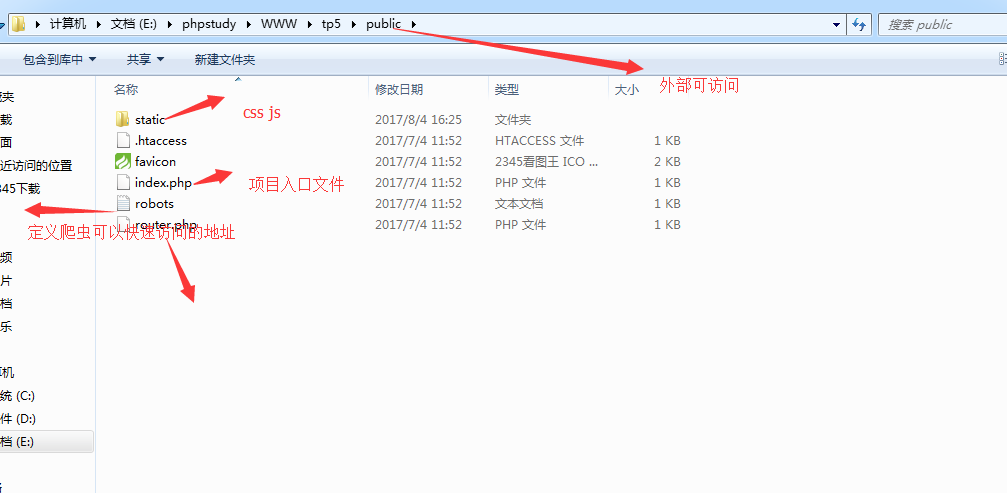 计算机 文档 (E:) phpstudy WWW tp5 public 搜索 public
包含到库中 共享 新建文件夹
名称 修改日期 类型 大小 外部可访问
static 2017/8/4 16:25 文件夹 css js
.htaccess 2017/7/4 11:52 HTACCESS 文件 1 KB
favicon 2017/7/4 11:52 2345看图王 ICO ... 2 KB
index.php 2017/7/4 11:52 PHP 文件 1 KB
项目入口文件
robots 2017/7/4 11:52 文本文档 1 KB
router.php 2017/7/4 11:52 PHP 文件 1 KB
定义爬虫可以快速访问的地址
藏夹
载
面
近访问的位置
345下载
频
片
档
乐
算机
统 (C:)
件 (D:)
档 (E:)